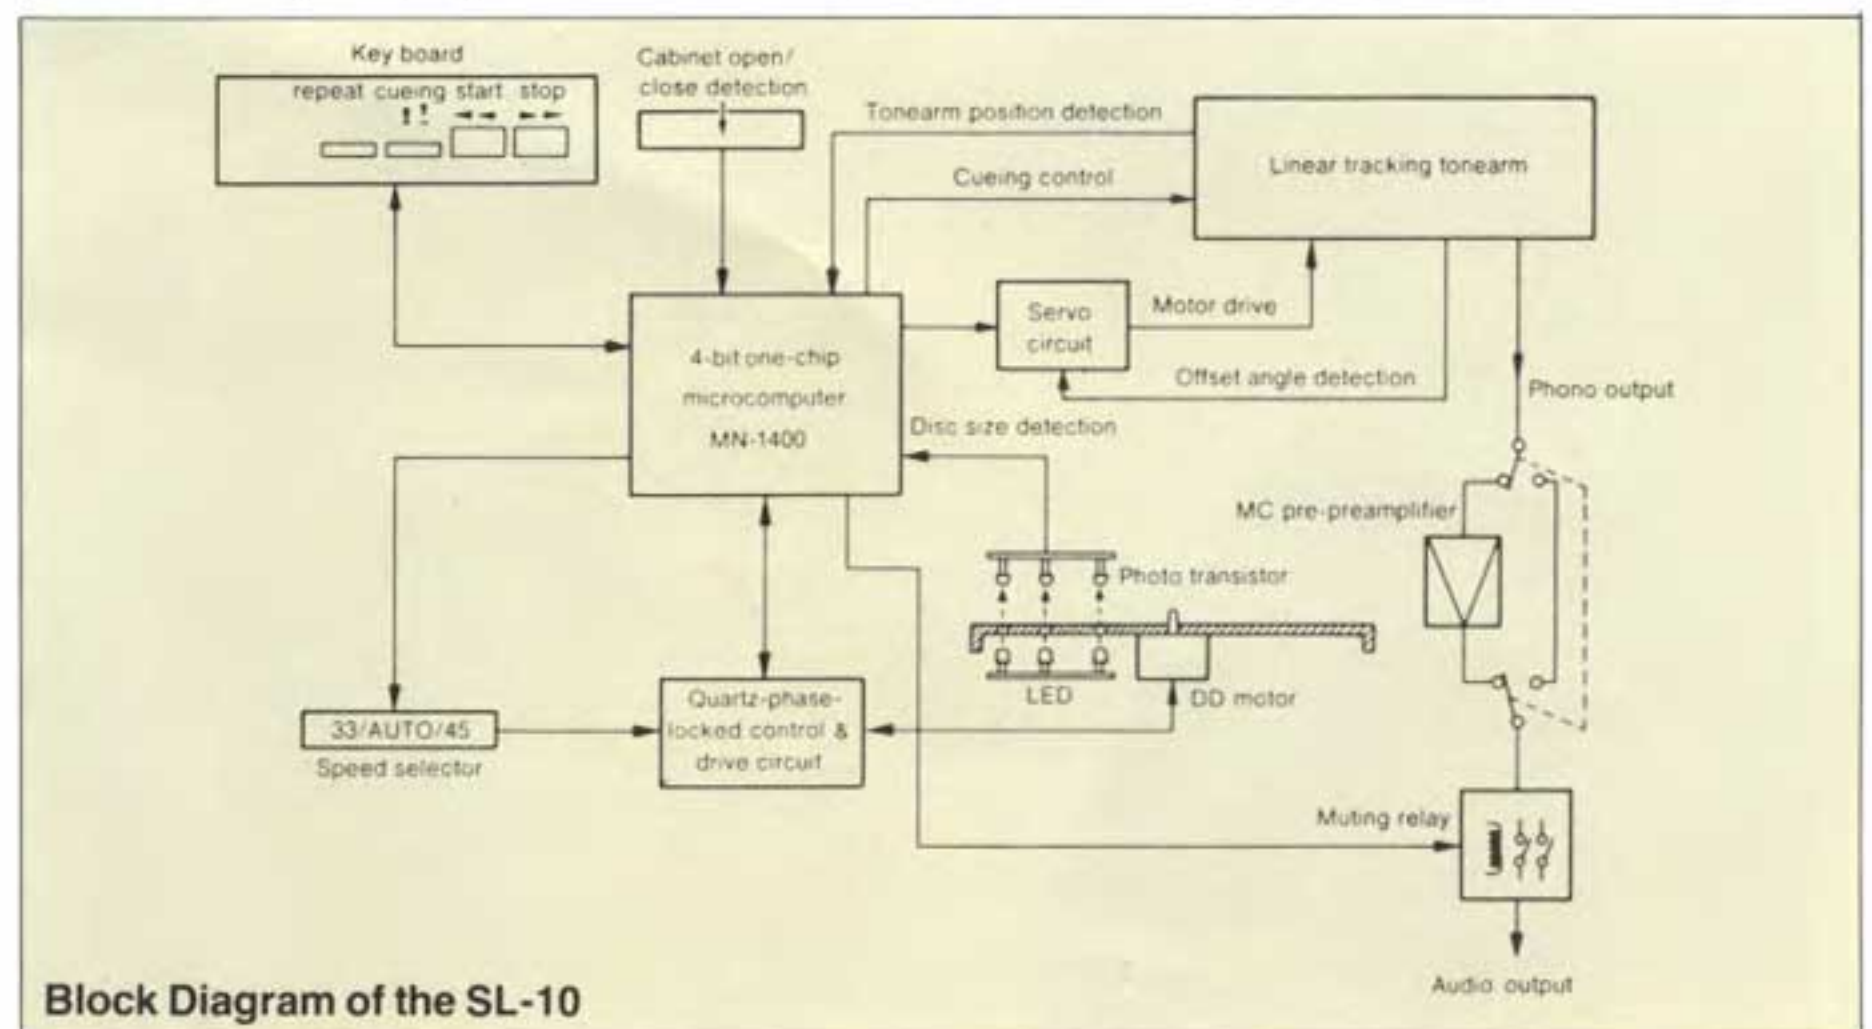 Key board
repeat cueing start stop
Cabinet open/
close detection
Tonearm position detection
Linear tracking tonearm
Cueing control
Servo
circuit
Motor drive
Offset angle detection
4-bit one-chip
microcomputer
MN-1400
Disc size detection
Phono output
MC pre-preamplifier
Photo transistor
LED
DD motor
33/AUTO/45
Speed selector
Quartz-phase-
locked control &
drive circuit
Muting relay
Audio output
Block Diagram of the SL-10